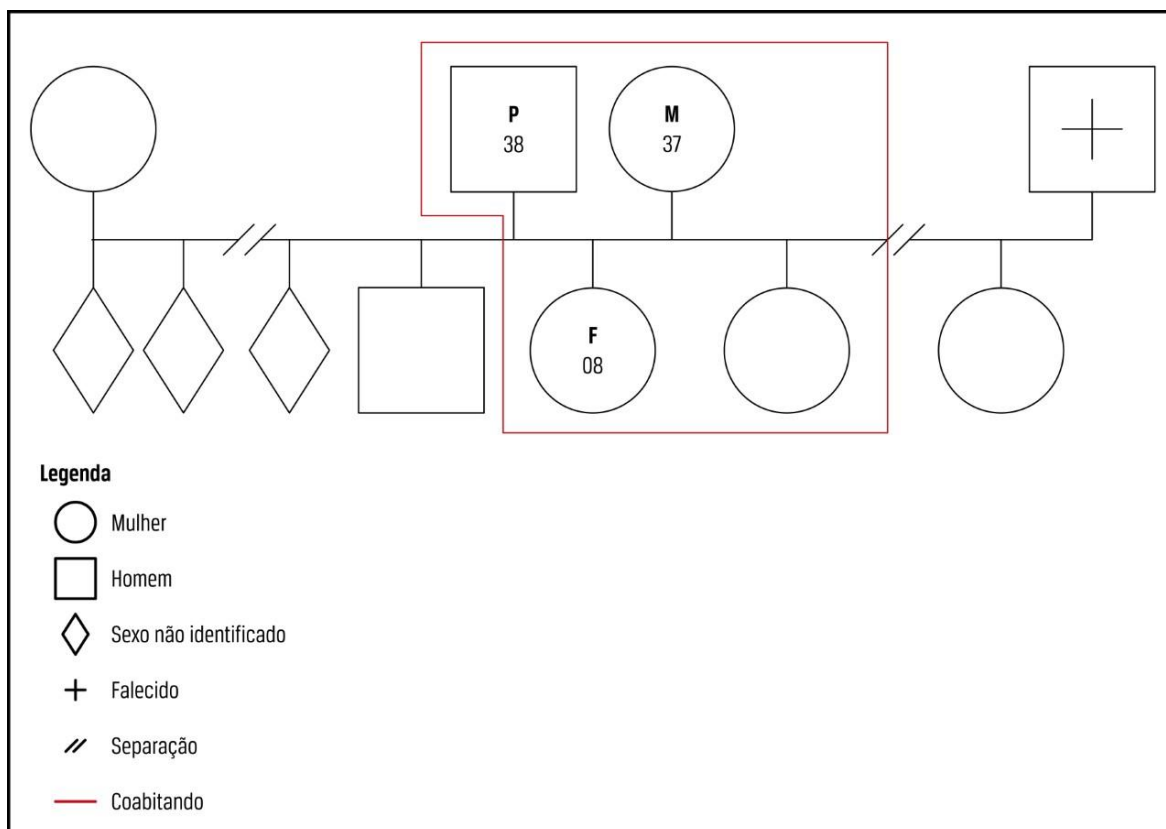 P
38
M
37
F
08
Legenda
Mulher
Homem
Sexo não identificado
Falecido
Separação
Coabitando